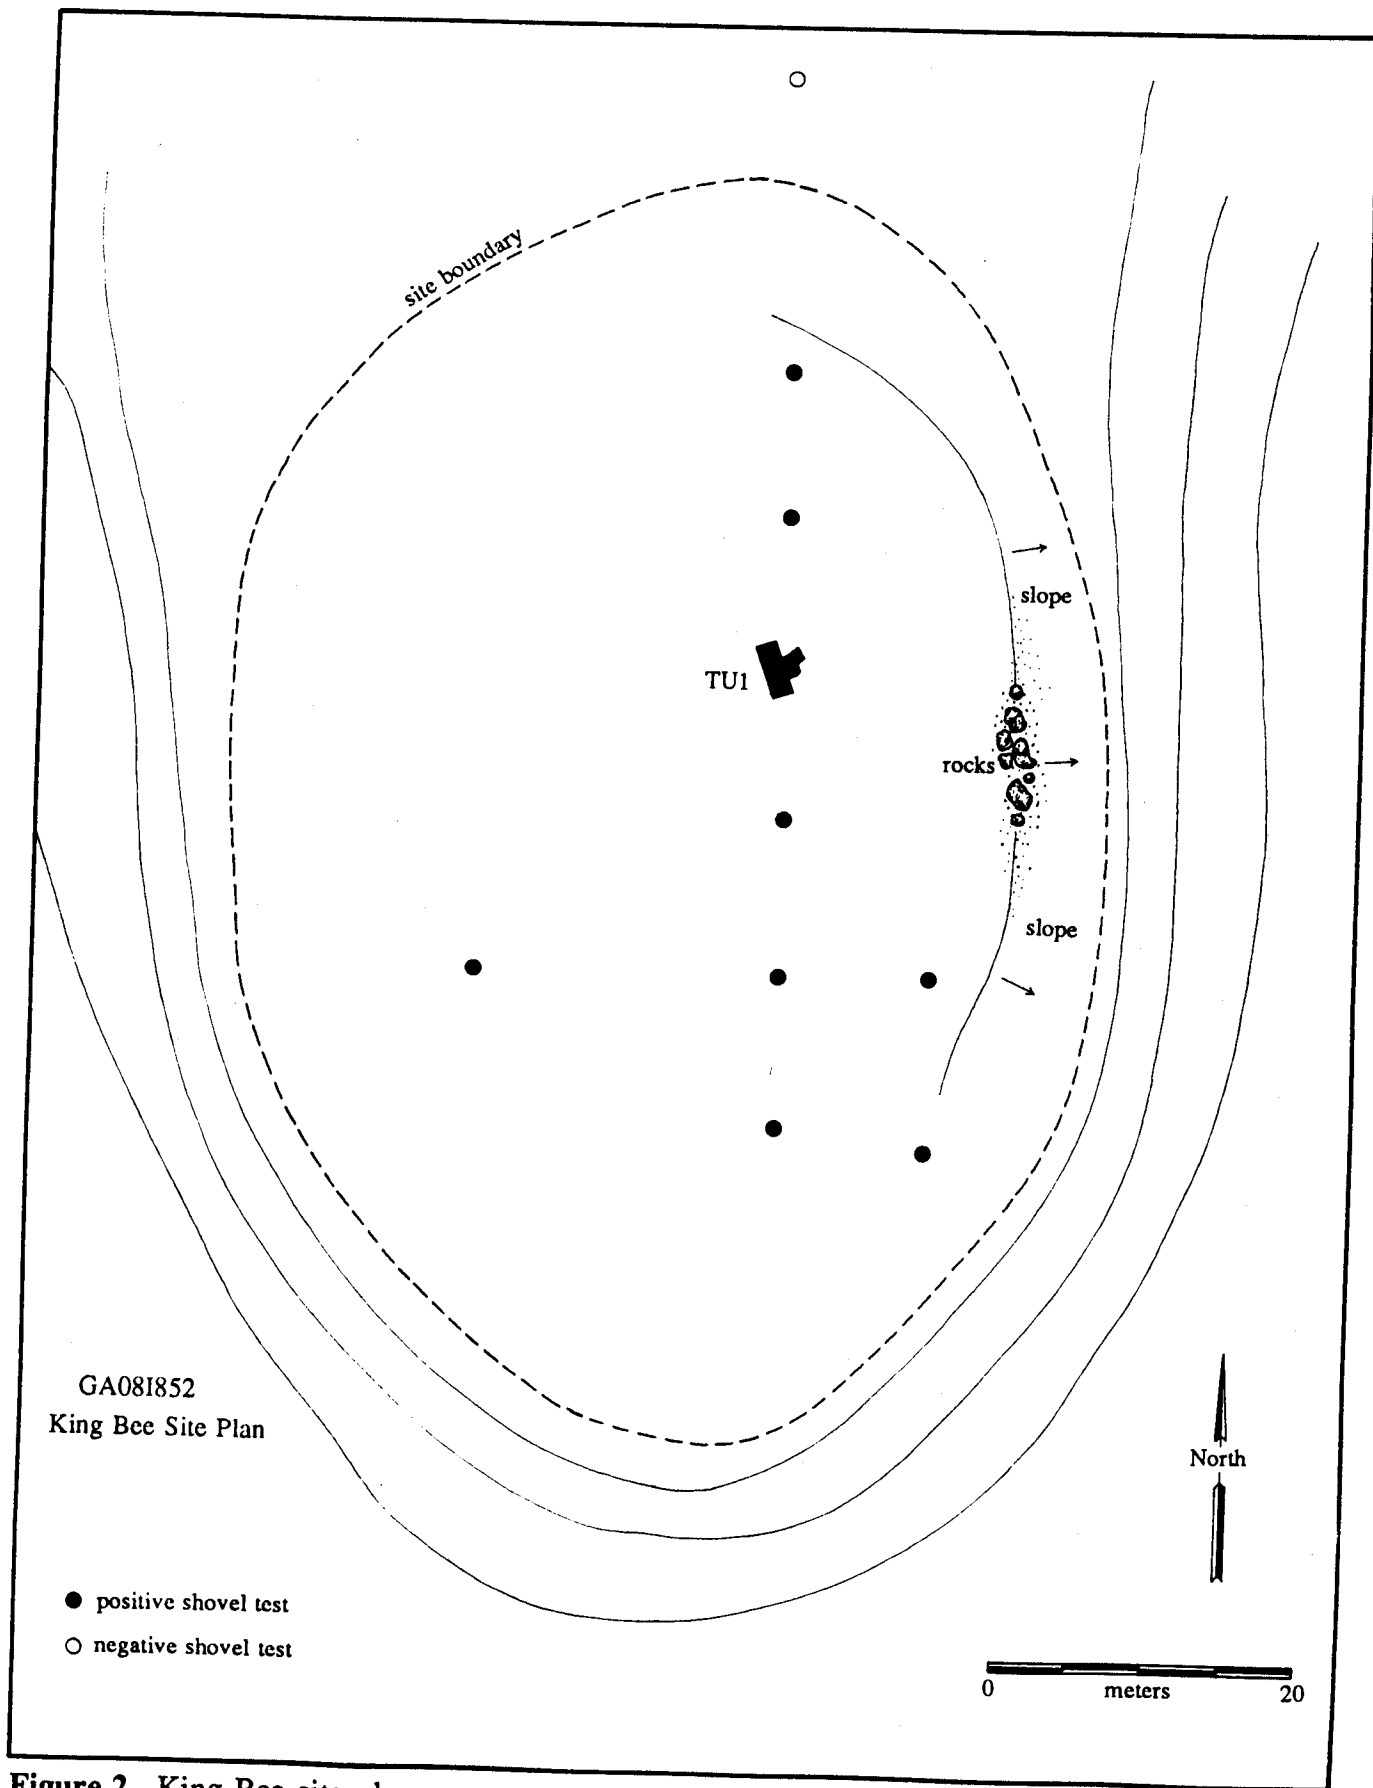 site boundary
slope
TU1
rocks
slope
GA081852
King Bee Site Plan
North
positive shovel test
negative shovel test
0 meters 20
Figure 2. King Bee site